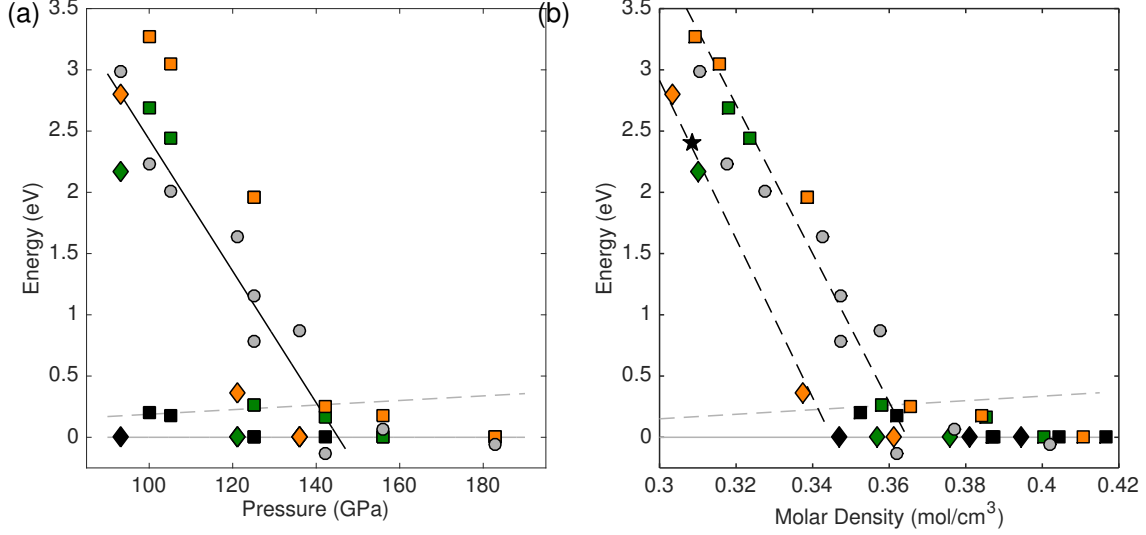 (a)
3.5
3
2.5
2
1.5
1
0.5
0
Energy (eV)
100 120 140 160 180
Pressure (GPa)
(b)
3.5
3
2.5
2
1.5
1
0.5
0
Energy (eV)
0.3 0.32 0.34 0.36 0.38 0.4 0.42
Molar Density (mol/cm³)